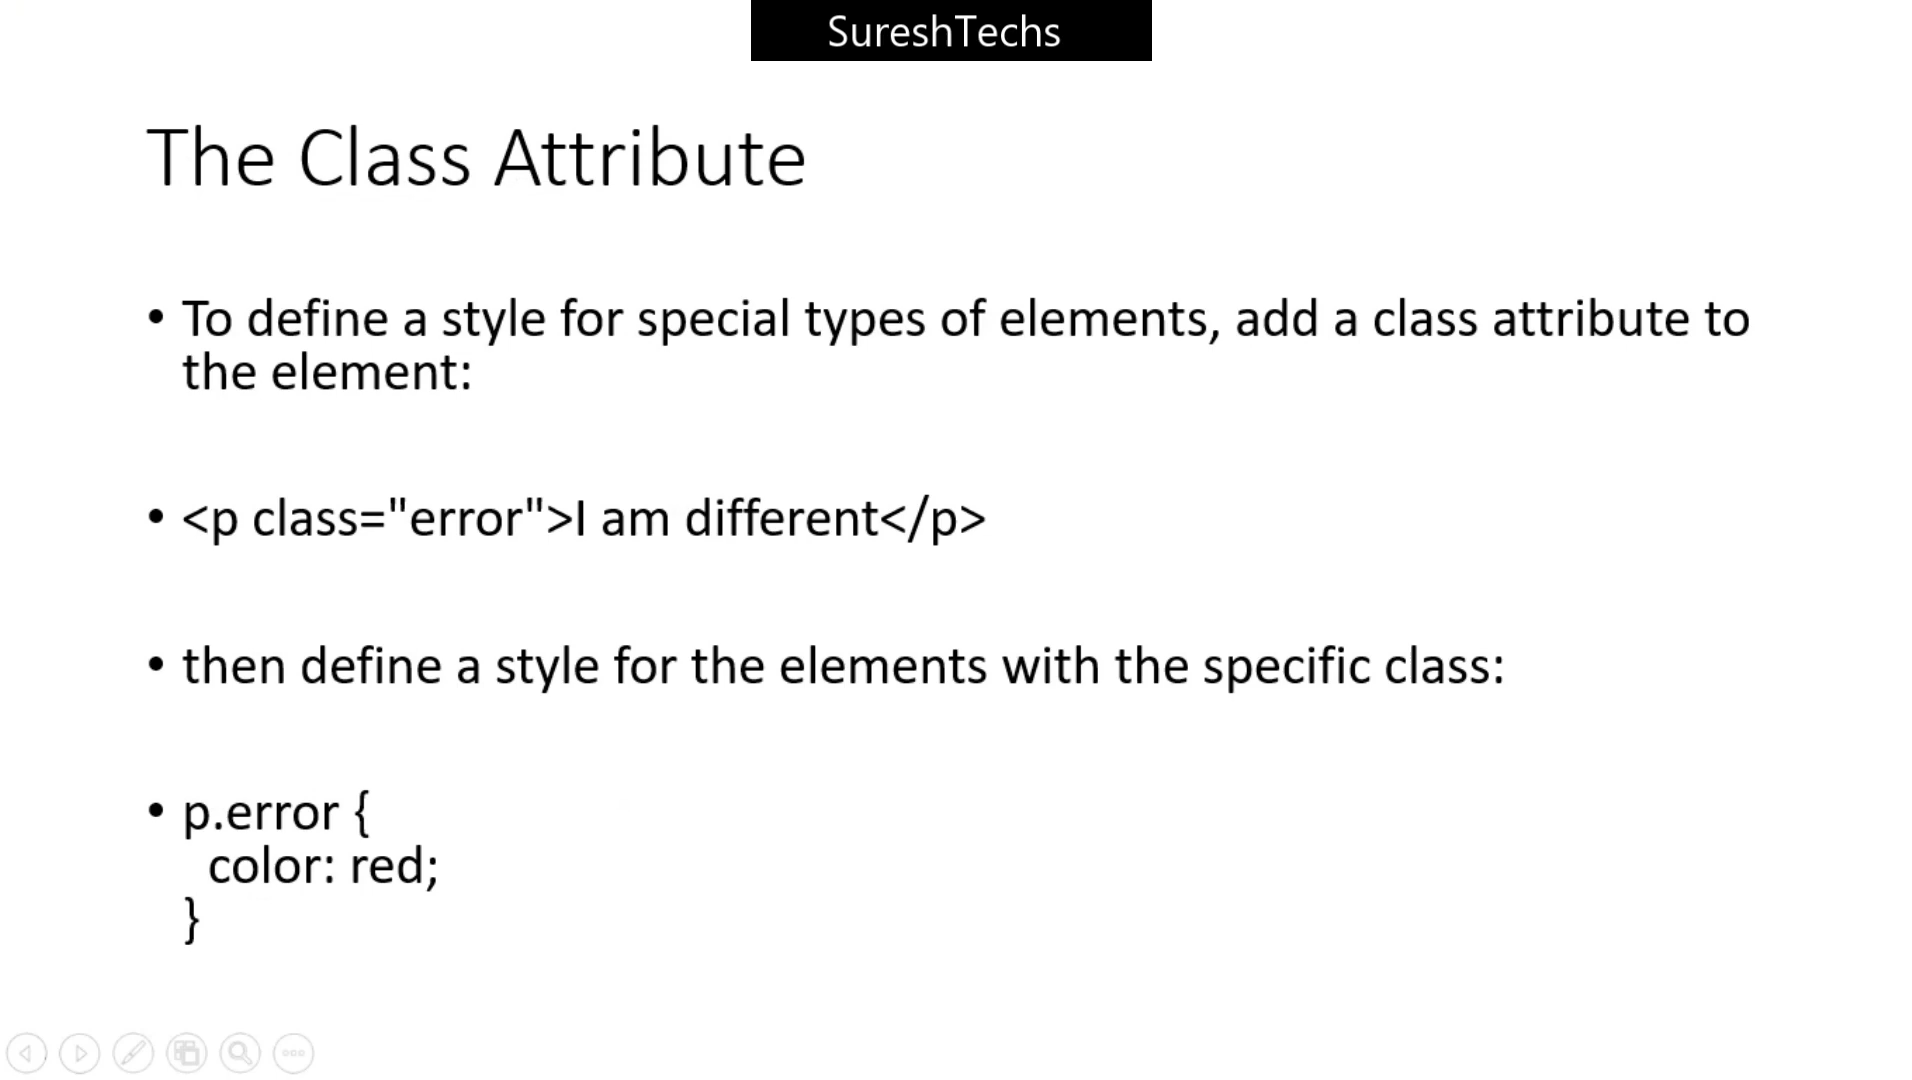 SureshTechs
The Class Attribute
• To define a style for special types of elements, add a class attribute to
the element:
• <p class="error">I am different</p>
• then define a style for the elements with the specific class:
• p.error {
color: red;
}